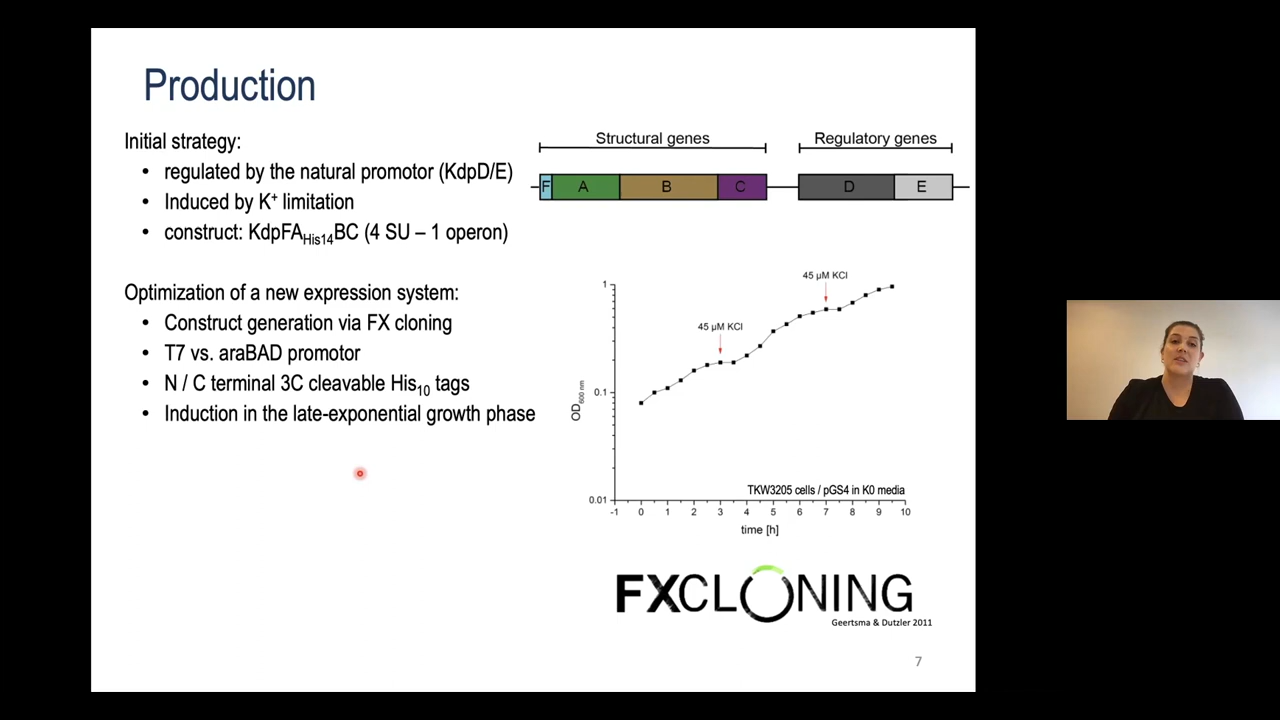 Production
Initial strategy:
• regulated by the natural promotor (KdpD/E)
• Induced by K+ limitation
• construct: KdpFAHis14BC (4 SU – 1 operon)
Optimization of a new expression system:
• Construct generation via FX cloning
• T7 vs. araBAD promotor
• N / C terminal 3C cleavable His10 tags
• Induction in the late-exponential growth phase
Structural genes
Regulatory genes
F A B C D E
45 µM KCl
45 µM KCl
1
0.1
0.01
OD600 nm
TKW3205 cells / pGS4 in K0 media
-1 0 1 2 3 4 5 6 7 8 9 10
time [h]
FXCLONING
Geertsma & Dutzler 2011
7